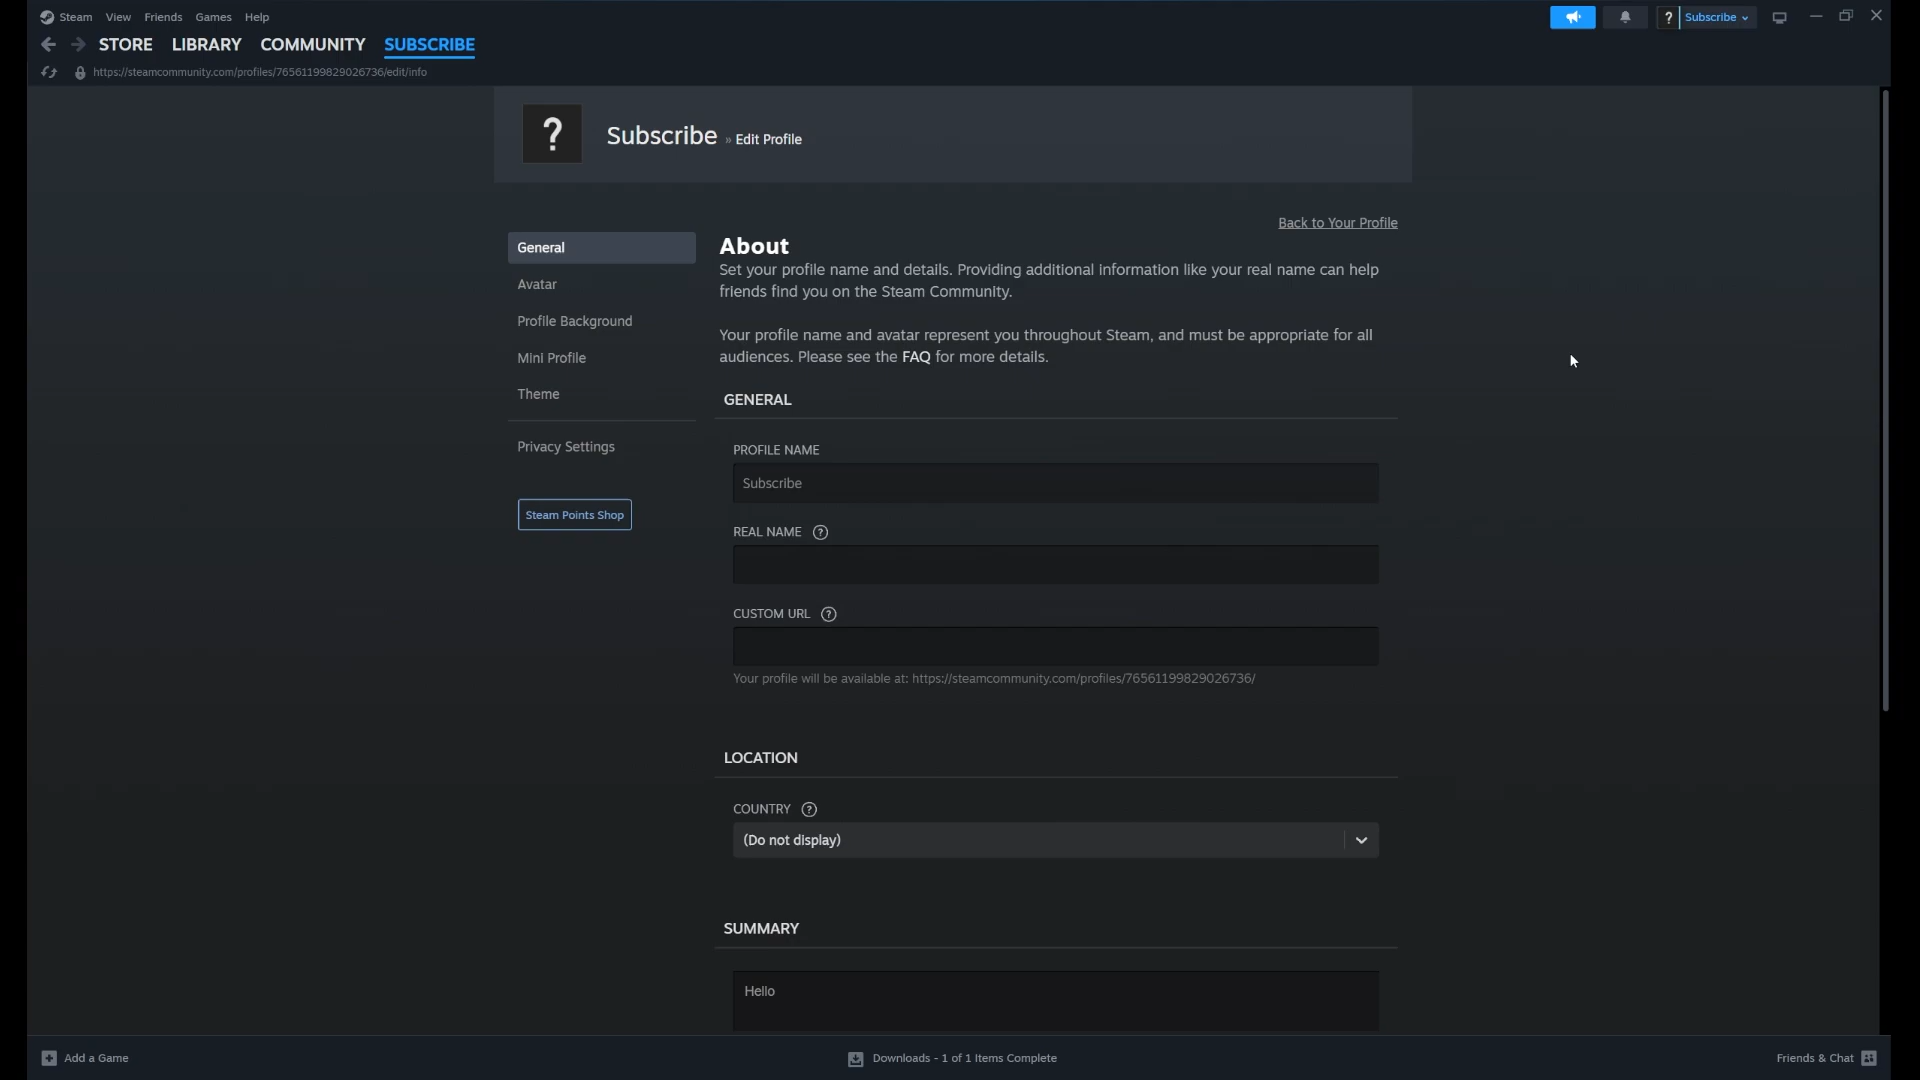 Steam View Friends Games Help
? Subscribe
STORE LIBRARY COMMUNITY SUBSCRIBE
https://steamcommunity.com/profiles/76561199829026736/edit/info
? Subscribe » Edit Profile
Back to Your Profile
General
Avatar
Profile Background
Mini Profile
Theme
Privacy Settings
Steam Points Shop
About
Set your profile name and details. Providing additional information like your real name can help
friends find you on the Steam Community.
Your profile name and avatar represent you throughout Steam, and must be appropriate for all
audiences. Please see the FAQ for more details.
GENERAL
PROFILE NAME
Subscribe
REAL NAME ?
CUSTOM URL ?
Your profile will be available at: https://steamcommunity.com/profiles/76561199829026736/
LOCATION
COUNTRY ?
(Do not display)
SUMMARY
Hello
Add a Game
Downloads - 1 of 1 Items Complete
Friends & Chat